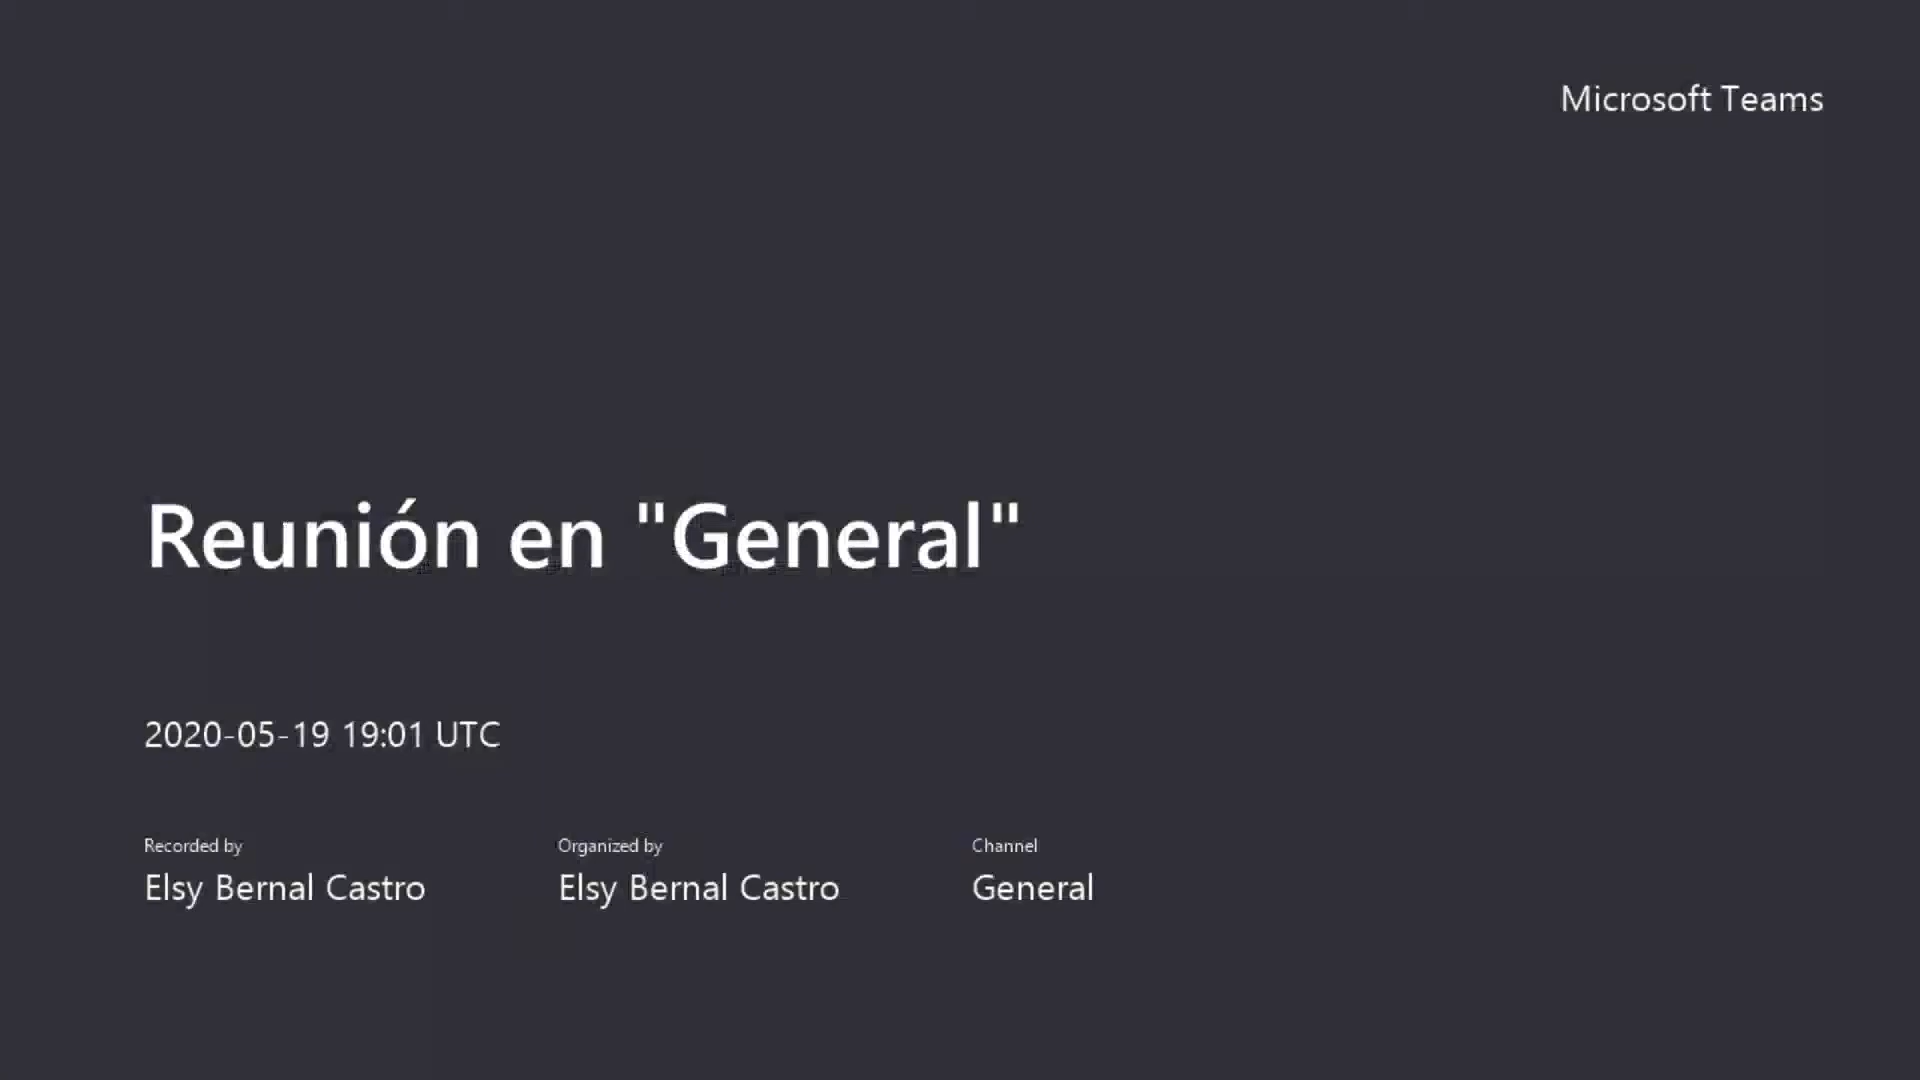 Microsoft Teams
Reunión en "General"
2020-05-19 19:01 UTC
Recorded by
Elsy Bernal Castro
Organized by
Elsy Bernal Castro
Channel
General